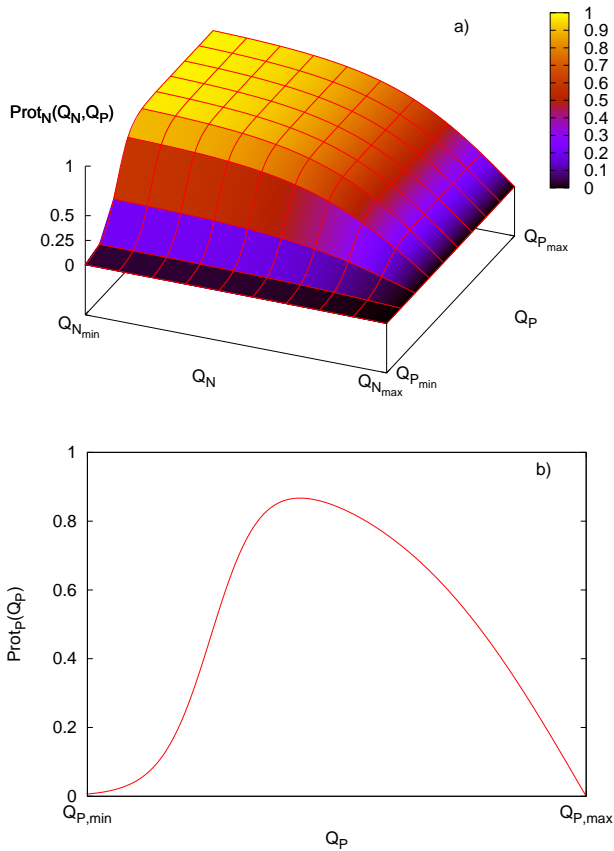 a)
1
0.9
0.8
0.7
0.6
0.5
0.4
0.3
0.2
0.1
0
Prot_N(Q_N,Q_P)
1
0.5
0.25
0
Q_Nmin
Q_N
Q_Nmax
Q_Pmin
Q_P
Q_Pmax
b)
1
0.8
0.6
0.4
0.2
0
Prot_P(Q_P)
Q_P,min
Q_P,max
Q_P